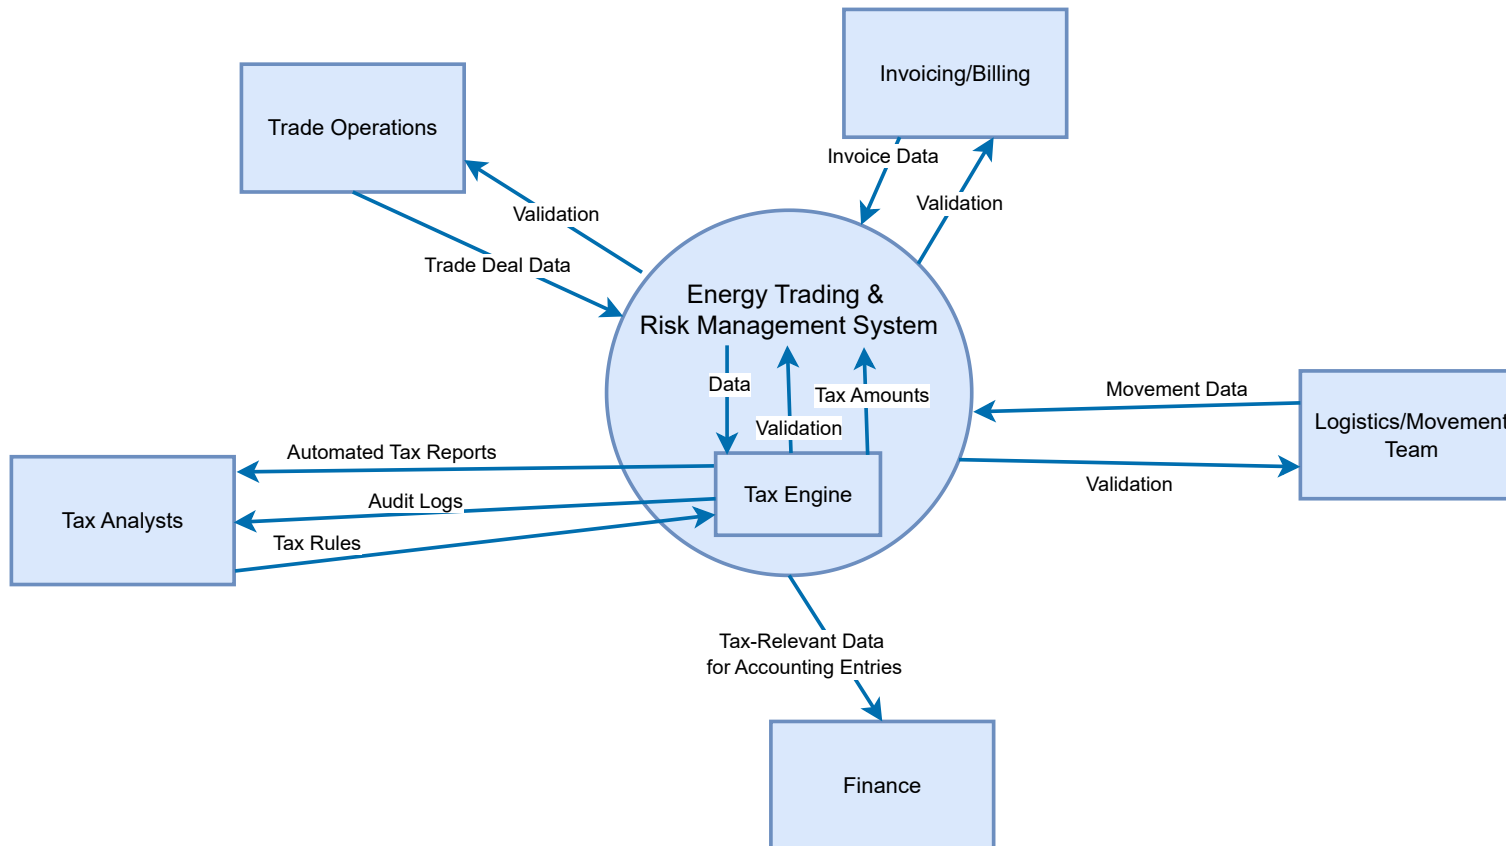 Invoicing/Billing
Trade Operations
Invoice Data
Validation
Validation
Trade Deal Data
Energy Trading &
Risk Management System
Data
Tax Amounts
Validation
Movement Data
Logistics/Movement
Team
Validation
Automated Tax Reports
Audit Logs
Tax Rules
Tax Analysts
Tax Engine
Tax-Relevant Data
for Accounting Entries
Finance